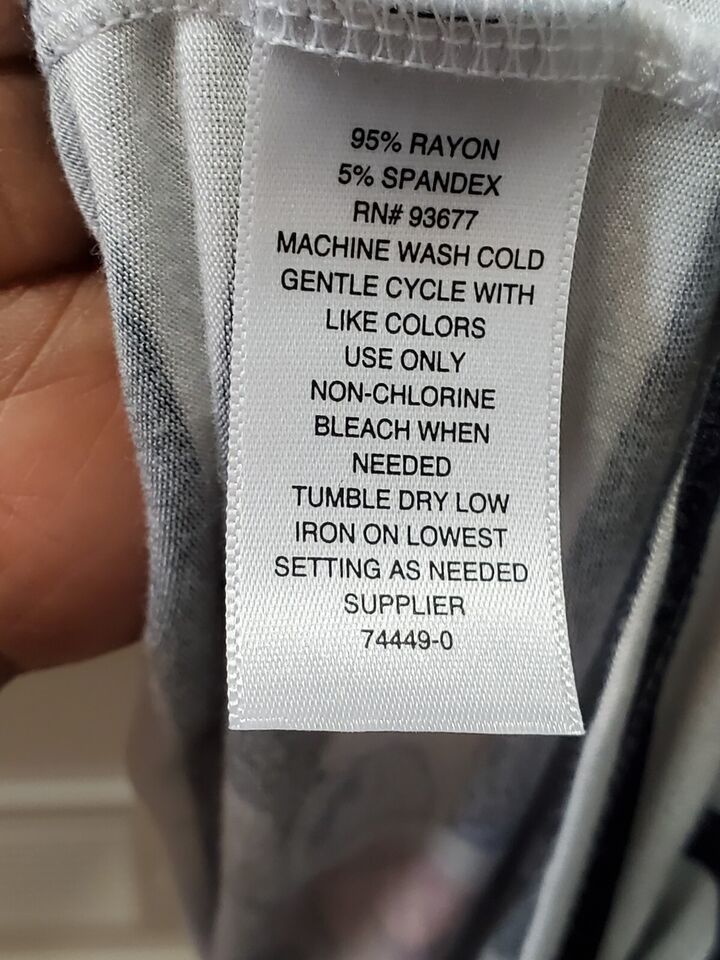 95% RAYON
5% SPANDEX
RN# 93677
MACHINE WASH COLD
GENTLE CYCLE WITH
LIKE COLORS
USE ONLY
NON-CHLORINE
BLEACH WHEN
NEEDED
TUMBLE DRY LOW
IRON ON LOWEST
SETTING AS NEEDED
SUPPLIER
74449-0